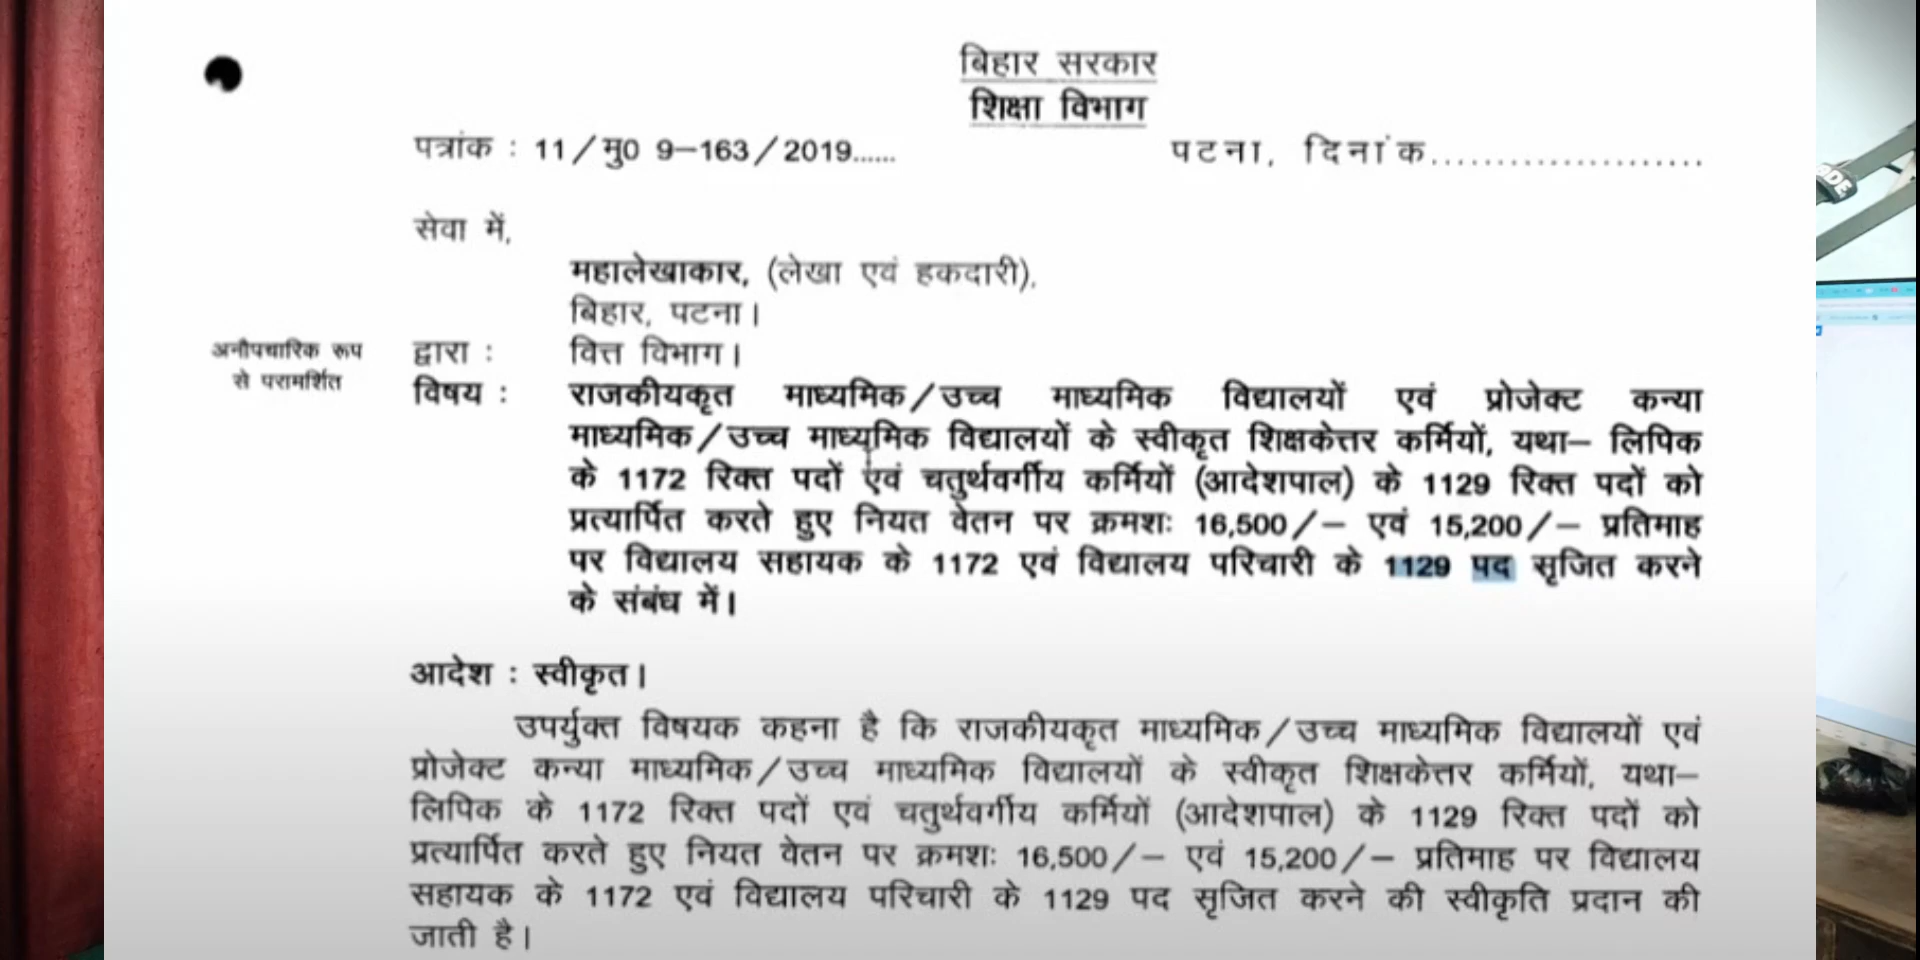 बिहार सरकार
शिक्षा विभाग
पत्रांक : 11/मु0 9–163/2019...... पटना, दिनांक.....................
सेवा में,
महालेखाकार, (लेखा एवं हकदारी),
बिहार, पटना।
अनौपचारिक रूप
से परामर्शित
द्वारा : वित्त विभाग।
विषय : राजकीयकृत माध्यमिक/उच्च माध्यमिक विद्यालयों एवं प्रोजेक्ट कन्या
माध्यमिक/उच्च माध्यमिक विद्यालयों के स्वीकृत शिक्षकेत्तर कर्मियों, यथा– लिपिक
के 1172 रिक्त पदों एवं चतुर्थवर्गीय कर्मियों (आदेशपाल) के 1129 रिक्त पदों को
प्रत्यार्पित करते हुए नियत वेतन पर क्रमशः 16,500/– एवं 15,200/– प्रतिमाह
पर विद्यालय सहायक के 1172 एवं विद्यालय परिचारी के 1129 पद सृजित करने
के संबंध में।
आदेश : स्वीकृत।
उपर्युक्त विषयक कहना है कि राजकीयकृत माध्यमिक/उच्च माध्यमिक विद्यालयों एवं
प्रोजेक्ट कन्या माध्यमिक/उच्च माध्यमिक विद्यालयों के स्वीकृत शिक्षकेत्तर कर्मियों, यथा–
लिपिक के 1172 रिक्त पदों एवं चतुर्थवर्गीय कर्मियों (आदेशपाल) के 1129 रिक्त पदों को
प्रत्यार्पित करते हुए नियत वेतन पर क्रमशः 16,500/– एवं 15,200/– प्रतिमाह पर विद्यालय
सहायक के 1172 एवं विद्यालय परिचारी के 1129 पद सृजित करने की स्वीकृति प्रदान की
जाती है।